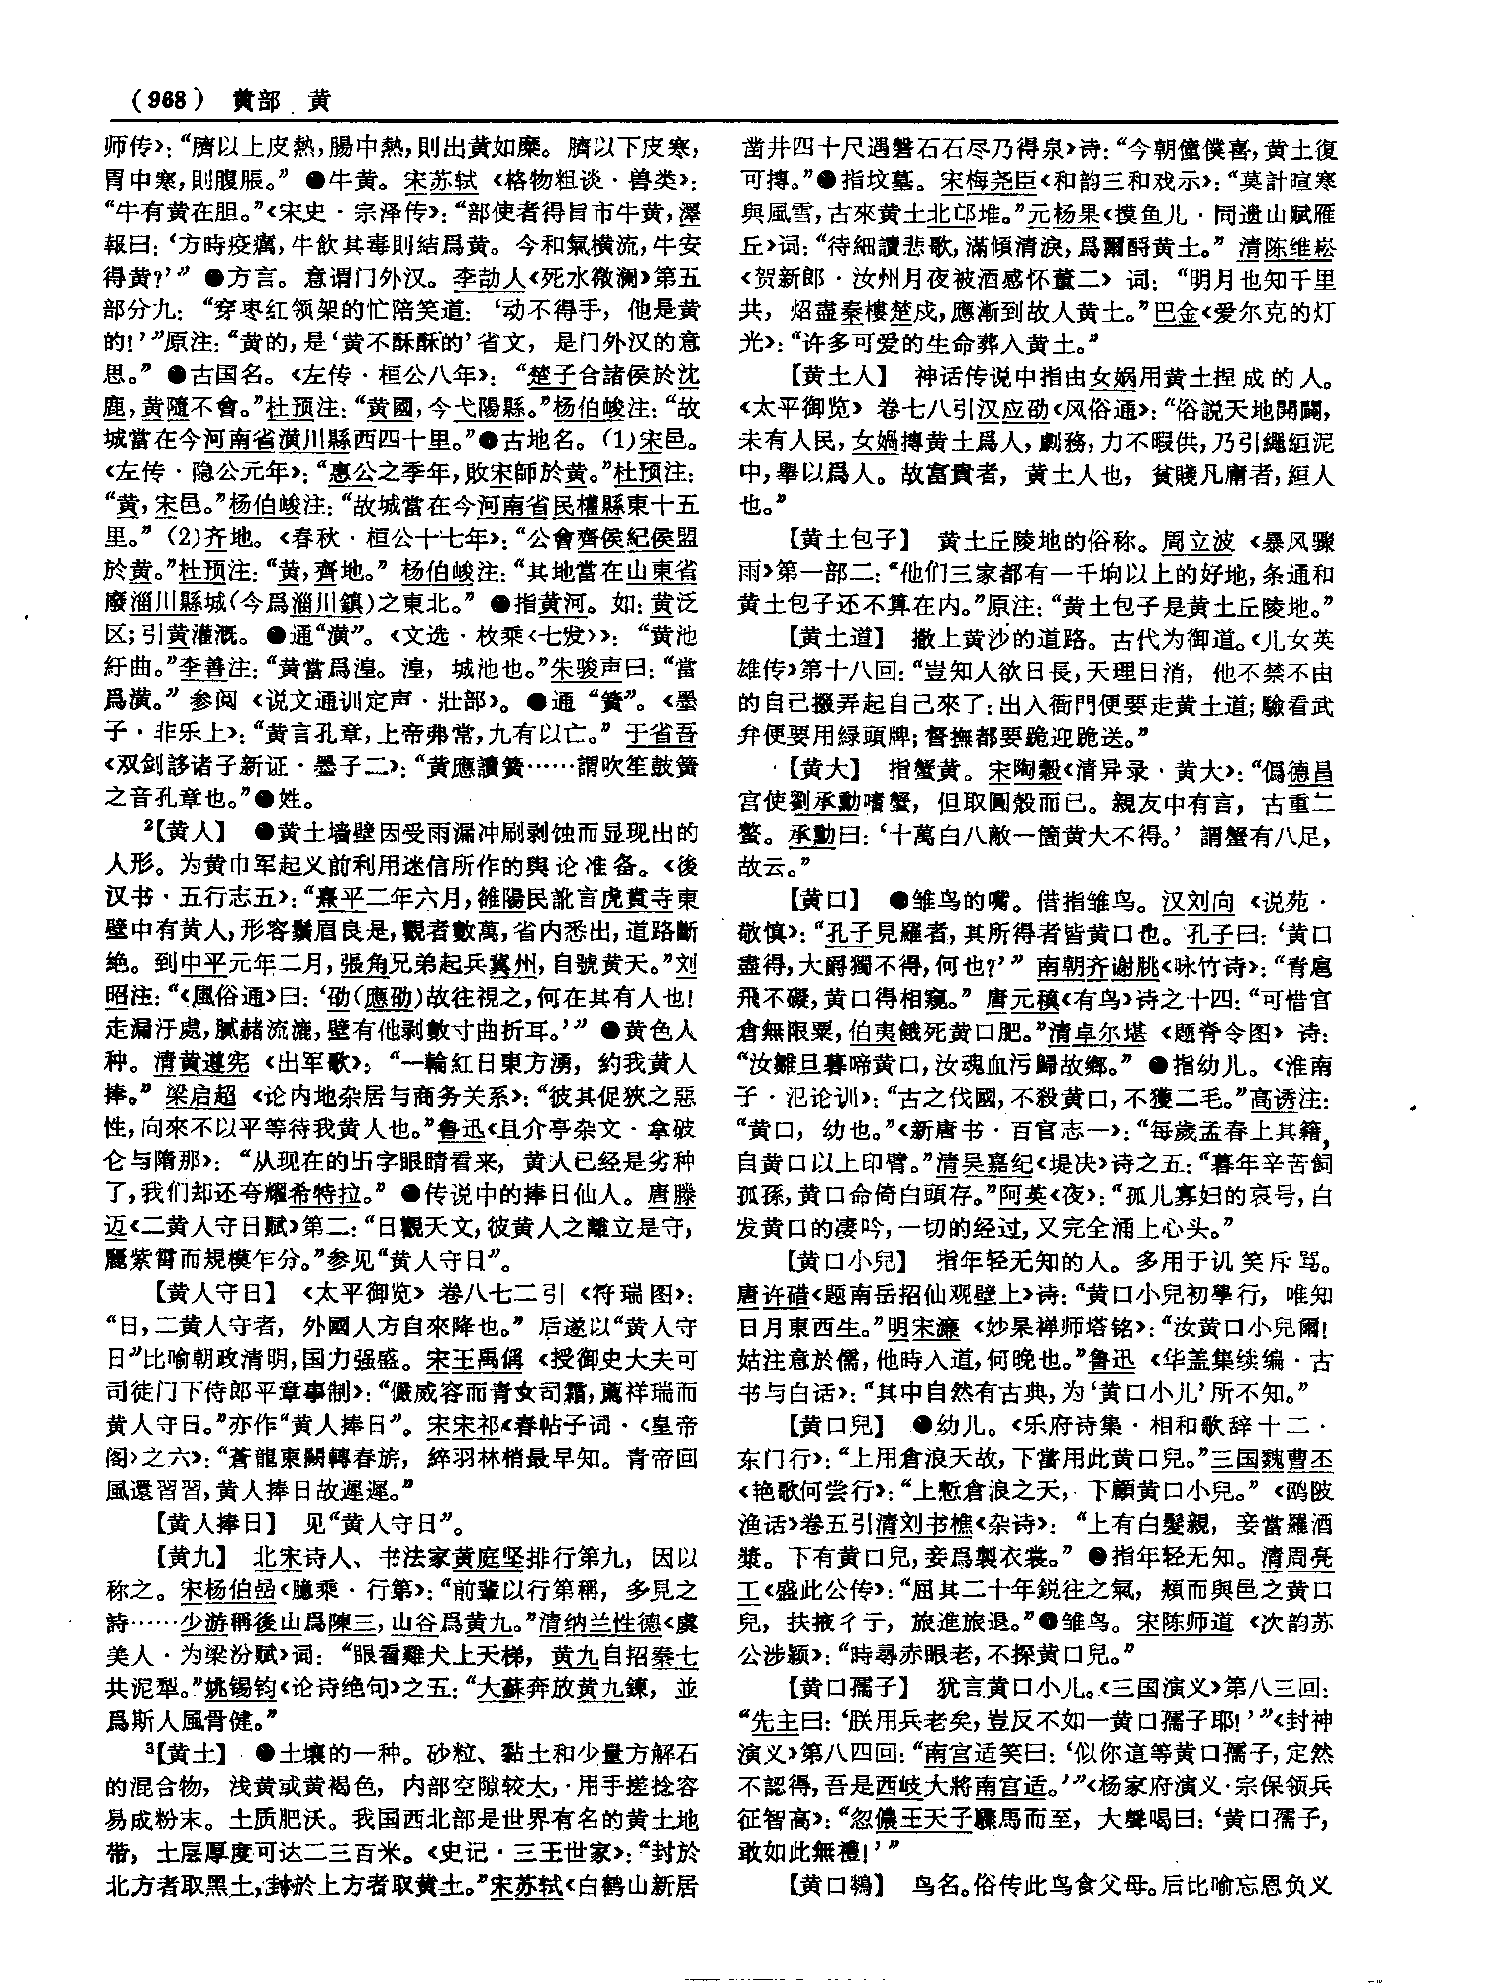 (968) 黄部 黄
师传》：“臍以上皮熱，腸中熱，則出黄如糜。臍以下皮寒，
胃中寒，則腹脹。” ●牛黄。宋苏轼《格物粗谈·兽类》：
“牛有黄在胆。”《宋史·宗泽传》：“部使者得旨市牛黄，澤
報曰：‘方時疫癘，牛飲其毒則結爲黄。今和氣横流，牛安
得黄？’” ●方言。意谓门外汉。李劼人《死水微澜》第五
部分九：“穿枣红领架的忙陪笑道：‘动不得手，他是黄
的！’”原注：“黄的，是‘黄不酥酥的’省文，是门外汉的意
思。” ●古国名。《左传·桓公八年》：“楚子合諸侯於沈
鹿，黄隨不會。”杜预注：“黄國，今弋陽縣。”杨伯峻注：“故
城當在今河南省潢川縣西四十里。”●古地名。（1）宋邑。
《左传·隐公元年》：“惠公之季年，敗宋師於黄。”杜预注：
“黄，宋邑。”杨伯峻注：“故城當在今河南省民權縣東十五
里。”（2）齐地。《春秋·桓公十七年》：“公會齊侯紀侯盟
於黄。”杜预注：“黄，齊地。” 杨伯峻注：“其地當在山東省
廢淄川縣城（今爲淄川鎮）之東北。” ●指黄河。如：黄泛
区；引黄灌溉。 ●通“潢”。《文选·枚乘〈七发〉》：“黄池
紆曲。”李善注：“黄當爲湟。湟，城池也。”朱骏声曰：“當
爲潢。” 参阅《说文通训定声·壮部》。●通“簧”。《墨
子·非乐上》：“黄言孔章，上帝弗常，九有以亡。” 于省吾
《双剑誃诸子新证·墨子二》：“黄應讀簧……謂吹笙鼓簧
之音孔章也。”●姓。
2【黄人】 ●黄土墙壁因受雨漏冲刷剥蚀而显现出的
人形。为黄巾军起义前利用迷信所作的舆论准备。《後
汉书·五行志五》：“熹平二年六月，雒陽民訛言虎賁寺東
壁中有黄人，形容鬚眉良是，觀者數萬，省内悉出，道路斷
絶。到中平元年二月，張角兄弟起兵冀州，自號黄天。”刘
昭注：“《風俗通》曰：‘劭（應劭）故往視之，何在其有人也！
走漏汙處，膩赭流漉，壁有他剥數寸曲折耳。’” ●黄色人
种。清黄遵宪《出军歌》：“一輪紅日東方湧，約我黄人
捧。” 梁启超《论内地杂居与商务关系》：“彼其促狹之惡
性，向來不以平等待我黄人也。”鲁迅《且介亭杂文·拿破
仑与隋那》：“从现在的卐字眼睛看来，黄人已经是劣种
了，我们却还夸耀希特拉。” ●传说中的捧日仙人。唐滕
迈《二黄人守日赋》第二：“日觀天文，彼黄人之離立是守，
麗紫霄而規模乍分。”参见“黄人守日”。
【黄人守日】 《太平御览》卷八七二引《符瑞图》：
“日，二黄人守者，外國人方自來降也。” 后遂以“黄人守
日”比喻朝政清明，国力强盛。宋王禹偁《授御史大夫可
司徒门下侍郎平章事制》：“儼威容而青女司霜，薦祥瑞而
黄人守日。”亦作“黄人捧日”。宋宋祁《春帖子词·〈皇帝
阁〉之六》：“蒼龍東闕轉春旂，綷羽林梢最早知。青帝回
風還習習，黄人捧日故遲遲。”
【黄人捧日】 见“黄人守日”。
【黄九】 北宋诗人、书法家黄庭坚排行第九，因以
称之。宋杨伯嵒《臆乘·行第》：“前輩以行第稱，多見之
詩……少游稱後山爲陳三，山谷爲黄九。”清纳兰性德《虞
美人·为梁汾赋》词：“眼看雞犬上天梯，黄九自招秦七
共泥犁。”姚锡钧《论诗绝句》之五：“大蘇奔放黄九鍊，並
爲斯人風骨健。”
3【黄土】 ●土壤的一种。砂粒、黏土和少量方解石
的混合物，浅黄或黄褐色，内部空隙较大，用手搓捻容
易成粉末。土质肥沃。我国西北部是世界有名的黄土地
带，土层厚度可达二三百米。《史记·三王世家》：“封於
北方者取黑土，封於上方者取黄土。”宋苏轼《白鹤山新居
凿井四十尺遇磐石石尽乃得泉》诗：“今朝僮僕喜，黄土復
可摶。”●指坟墓。宋梅尧臣《和韵三和戏示》：“莫計暄寒
與風雪，古來黄土北邙堆。”元杨果《摸鱼儿·同遗山赋雁
丘》词：“待細讀悲歌，滿傾清淚，爲爾酹黄土。” 清陈维崧
《贺新郎·汝州月夜被酒感怀董二》词：“明月也知千里
共，炤盡秦樓楚戍，應漸到故人黄土。”巴金《爱尔克的灯
光》：“许多可爱的生命葬入黄土。”
【黄土人】 神话传说中指由女娲用黄土捏成的人。
《太平御览》卷七八引汉应劭《风俗通》：“俗説天地開闢，
未有人民，女媧摶黄土爲人，劇務，力不暇供，乃引繩絚泥
中，舉以爲人。故富貴者，黄土人也，貧賤凡庸者，絚人
也。”
【黄土包子】 黄土丘陵地的俗称。周立波《暴风骤
雨》第一部二：“他们三家都有一千垧以上的好地，条通和
黄土包子还不算在内。”原注：“黄土包子是黄土丘陵地。”
【黄土道】 撒上黄沙的道路。古代为御道。《儿女英
雄传》第十八回：“豈知人欲日長，天理日消，他不禁不由
的自己搬弄起自己來了；出入衙門便要走黄土道；驗看武
弁便要用緑頭牌；督撫都要跪迎跪送。”
【黄大】 指蟹黄。宋陶穀《清异录·黄大》：“僞德昌
宫使劉承勳嗜蟹，但取圓殼而已。親友中有言，古重二
螯。承勳曰：‘十萬白八敵一箇黄大不得。’ 謂蟹有八足，
故云。”
【黄口】 ●雏鸟的嘴。借指雏鸟。汉刘向《说苑·
敬慎》：“孔子見羅者，其所得者皆黄口也。孔子曰：‘黄口
盡得，大爵獨不得，何也？’” 南朝齐谢朓《咏竹诗》：“青扈
飛不礙，黄口得相窺。” 唐元稹《有鸟》诗之十四：“可惜官
倉無限粟，伯夷餓死黄口肥。”清卓尔堪《题脊令图》诗：
“汝雛旦暮啼黄口，汝魂血污歸故鄉。” ●指幼儿。《淮南
子·氾论训》：“古之伐國，不殺黄口，不獲二毛。”高诱注：
“黄口，幼也。”《新唐书·百官志一》：“每歲孟春上其籍，
自黄口以上印臂。”清吴嘉纪《堤决》诗之五：“暮年辛苦飼
孤孫，黄口命倚白頭存。”阿英《夜》：“孤儿寡妇的哀号，白
发黄口的凄吟，一切的经过，又完全涌上心头。”
【黄口小兒】 指年轻无知的人。多用于讥笑斥骂。
唐许碏《题南岳招仙观壁上》诗：“黄口小兒初學行，唯知
日月東西生。”明宋濂《妙杲禅师塔铭》：“汝黄口小兒爾！
姑注意於儒，他時入道，何晚也。”鲁迅《华盖集续编·古
书与白话》：“其中自然有古典，为‘黄口小儿’所不知。”
【黄口兒】 ●幼儿。《乐府诗集·相和歌辞十二·
东门行》：“上用倉浪天故，下當用此黄口兒。”三国魏曹丕
《艳歌何尝行》：“上慙倉浪之天，下顧黄口小兒。”《鸥陂
渔话》卷五引清刘书樵《杂诗》：“上有白髮親，妾當羅酒
漿。下有黄口兒，妾爲製衣裳。” ●指年轻无知。清周亮
工《盛此公传》：“屈其二十年鋭往之氣，頫而與邑之黄口
兒，扶掖彳亍，旅進旅退。”●雏鸟。宋陈师道《次韵苏
公涉颍》：“時尋赤眼老，不探黄口兒。”
【黄口孺子】 犹言黄口小儿。《三国演义》第八三回：
“先主曰：‘朕用兵老矣，豈反不如一黄口孺子耶！’”《封神
演义》第八四回：“南宫适笑曰：‘似你這等黄口孺子，定然
不認得，吾是西岐大將南宫适。’”《杨家府演义·宗保领兵
征智高》：“忽儂王天子驟馬而至，大聲喝曰：‘黄口孺子，
敢如此無禮！’”
【黄口鴉】 鸟名。俗传此鸟食父母。后比喻忘恩负义